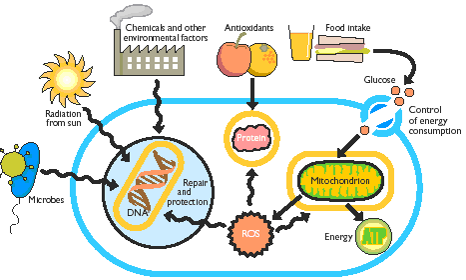 Chemicals and other
environmental factors
Antioxidants
Food intake
Glucose
Radiation
from sun
Control
of energy
consumption
Protein
Repair
and
protection
Mitochondrion
Microbes
DNA
ROS
Energy
ATP